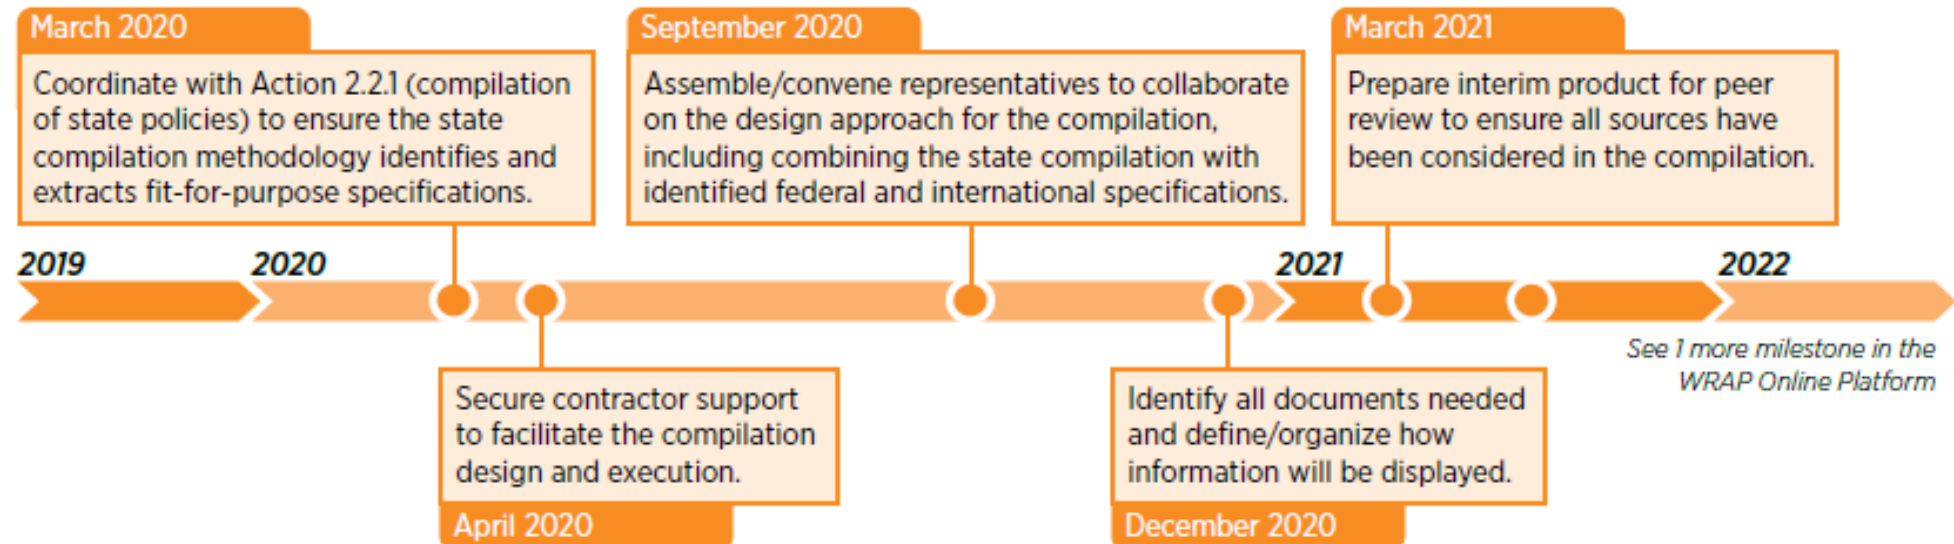 March 2020
Coordinate with Action 2.2.1 (compilation
of state policies) to ensure the state
compilation methodology identifies and
extracts fit-for-purpose specifications.
September 2020
Assemble/convene representatives to collaborate
on the design approach for the compilation,
including combining the state compilation with
identified federal and international specifications.
March 2021
Prepare interim product for peer
review to ensure all sources have
been considered in the compilation.
2019
2020
2021
2022
See 1 more milestone in the
WRAP Online Platform
Secure contractor support
to facilitate the compilation
design and execution.
April 2020
Identify all documents needed
and define/organize how
information will be displayed.
December 2020